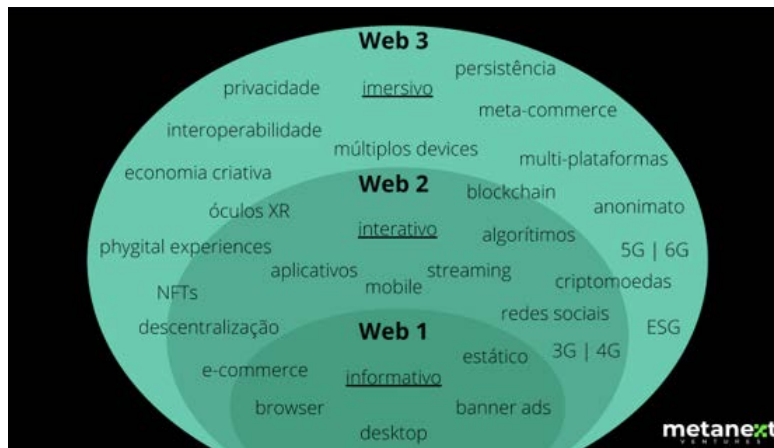 Web 3
persistência
privacidade
imersivo
meta-commerce
interoperabilidade
múltiplos devices
multi-plataformas
economia criativa
Web 2
blockchain
óculos XR
anonimato
interativo
algorítimos
phygital experiences
5G | 6G
aplicativos
streaming
criptomoedas
NFTs
mobile
redes sociais
descentralização
Web 1
ESG
estático
3G | 4G
e-commerce
informativo
browser
banner ads
desktop
metanext
VENTURES